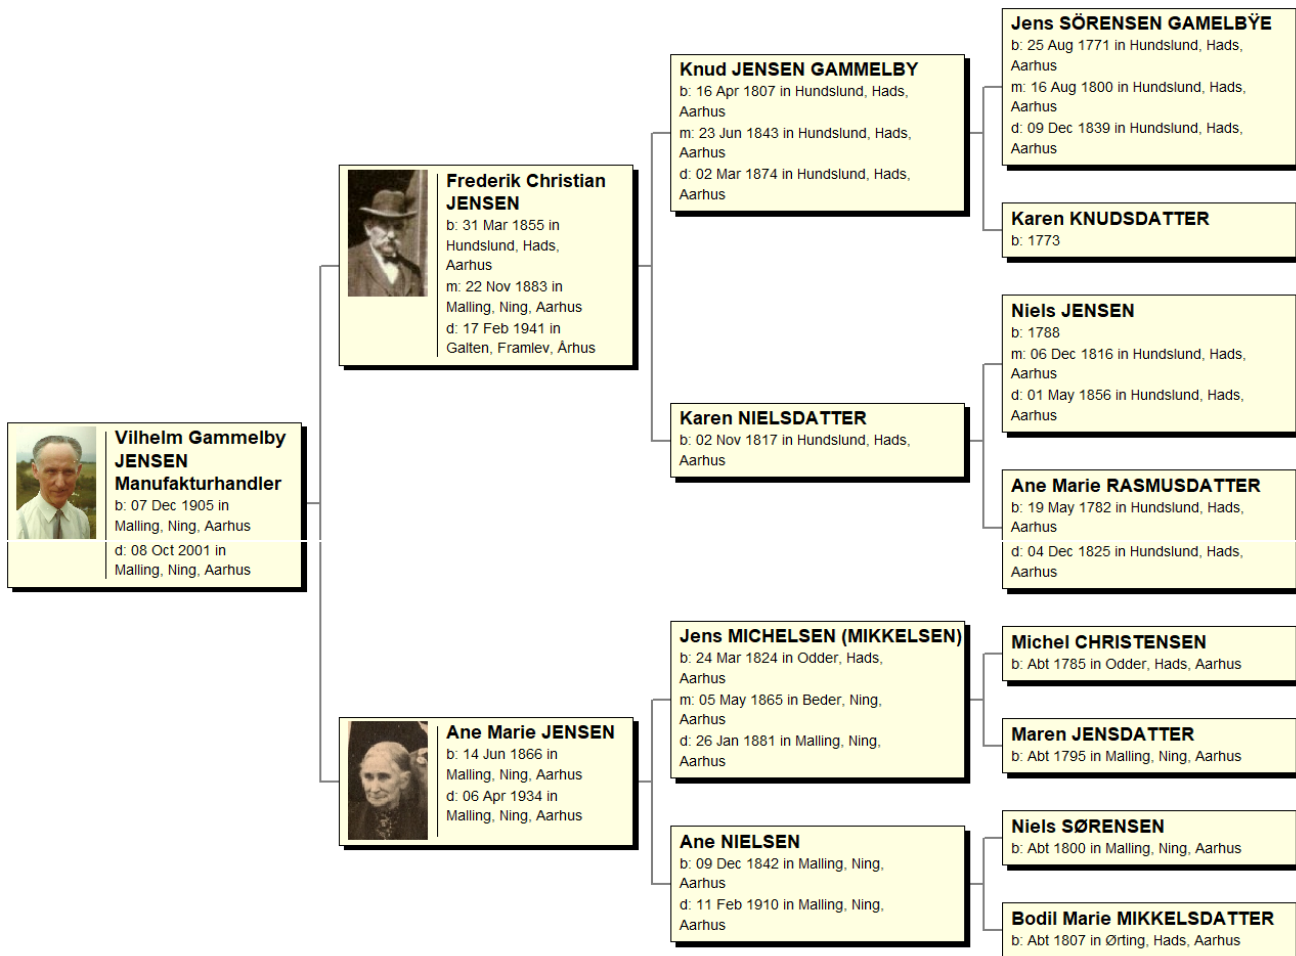 Vilhelm Gammelby
JENSEN
Manufakturhandler
b: 07 Dec 1905 in
Malling, Ning, Aarhus
d: 08 Oct 2001 in
Malling, Ning, Aarhus
Frederik Christian
JENSEN
b: 31 Mar 1855 in
Hundslund, Hads,
Aarhus
m: 22 Nov 1883 in
Malling, Ning, Aarhus
d: 17 Feb 1941 in
Galten, Framlev, Århus
Ane Marie JENSEN
b: 14 Jun 1866 in
Malling, Ning, Aarhus
d: 06 Apr 1934 in
Malling, Ning, Aarhus
Knud JENSEN GAMMELBY
b: 16 Apr 1807 in Hundslund, Hads,
Aarhus
m: 23 Jun 1843 in Hundslund, Hads,
Aarhus
d: 02 Mar 1874 in Hundslund, Hads,
Aarhus
Karen NIELSDATTER
b: 02 Nov 1817 in Hundslund, Hads,
Aarhus
Jens MICHELSEN (MIKKELSEN)
b: 24 Mar 1824 in Odder, Hads,
Aarhus
m: 05 May 1865 in Beder, Ning,
Aarhus
d: 26 Jan 1881 in Malling, Ning,
Aarhus
Ane NIELSEN
b: 09 Dec 1842 in Malling, Ning,
Aarhus
d: 11 Feb 1910 in Malling, Ning,
Aarhus
Jens SÖRENSEN GAMELBŸE
b: 25 Aug 1771 in Hundslund, Hads,
Aarhus
m: 16 Aug 1800 in Hundslund, Hads,
Aarhus
d: 09 Dec 1839 in Hundslund, Hads,
Aarhus
Karen KNUDSDATTER
b: 1773
Niels JENSEN
b: 1788
m: 06 Dec 1816 in Hundslund, Hads,
Aarhus
d: 01 May 1856 in Hundslund, Hads,
Aarhus
Ane Marie RASMUSDATTER
b: 19 May 1782 in Hundslund, Hads,
Aarhus
d: 04 Dec 1825 in Hundslund, Hads,
Aarhus
Michel CHRISTENSEN
b: Abt 1785 in Odder, Hads, Aarhus
Maren JENSDATTER
b: Abt 1795 in Malling, Ning, Aarhus
Niels SØRENSEN
b: Abt 1800 in Malling, Ning, Aarhus
Bodil Marie MIKKELSDATTER
b: Abt 1807 in Ørting, Hads, Aarhus